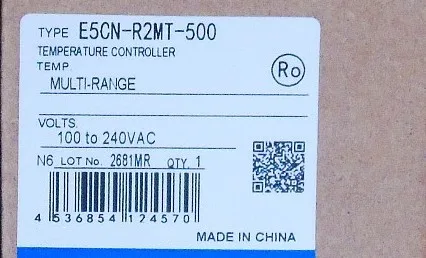 TYPE E5CN-R2MT-500
TEMPERATURE CONTROLLER
TEMP.
MULTI-RANGE
Ro
VOLTS.
100 to 240VAC
N6 LOT No. 2681MR QTY. 1
4 536854 124570
MADE IN CHINA